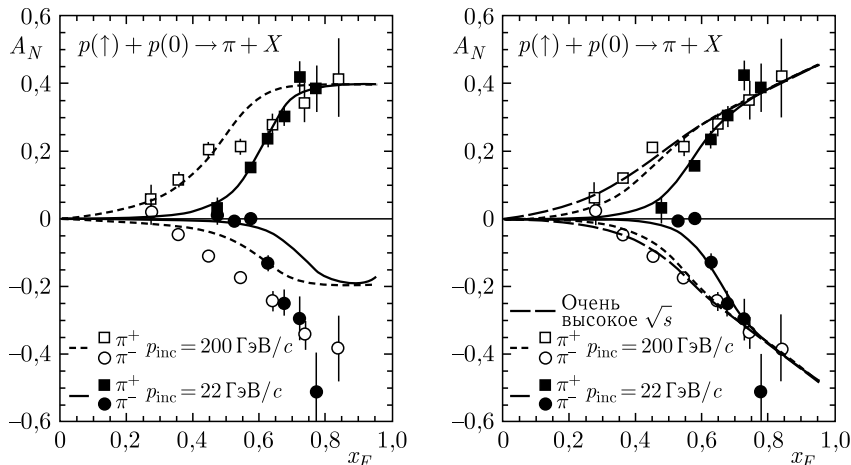 0,6
A_N
p(↑) + p(0) → π + X
0,4
0,2
0
−0,2
π⁺
π⁻ p_inc = 200 ГэВ/c
−0,4
π⁺
π⁻ p_inc = 22 ГэВ/c
−0,6
0 0,2 0,4 0,6 0,8 1,0
x_F
0,6
A_N
p(↑) + p(0) → π + X
0,4
0,2
0
−0,2
Очень
высокое √s
π⁺
π⁻ p_inc = 200 ГэВ/c
−0,4
π⁺
π⁻ p_inc = 22 ГэВ/c
−0,6
0 0,2 0,4 0,6 0,8 1,0
x_F